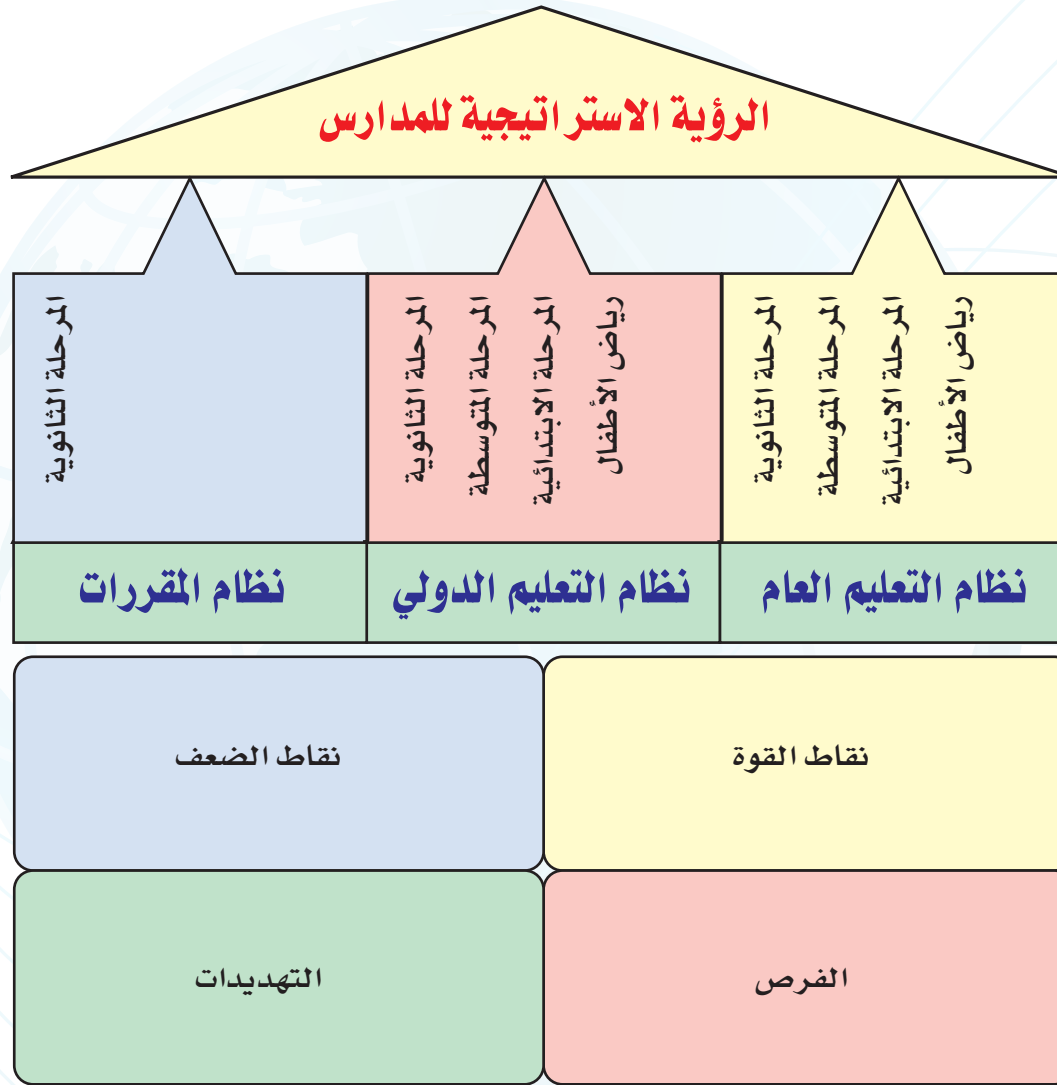 الرؤية الاستراتيجية للمدارس
رياض الأطفال
المرحلة الابتدائية
المرحلة المتوسطة
المرحلة الثانوية
رياض الأطفال
المرحلة الابتدائية
المرحلة المتوسطة
المرحلة الثانوية
المرحلة الثانوية
نظام التعليم العام
نظام التعليم الدولي
نظام المقررات
نقاط القوة
نقاط الضعف
الفرص
التهديدات